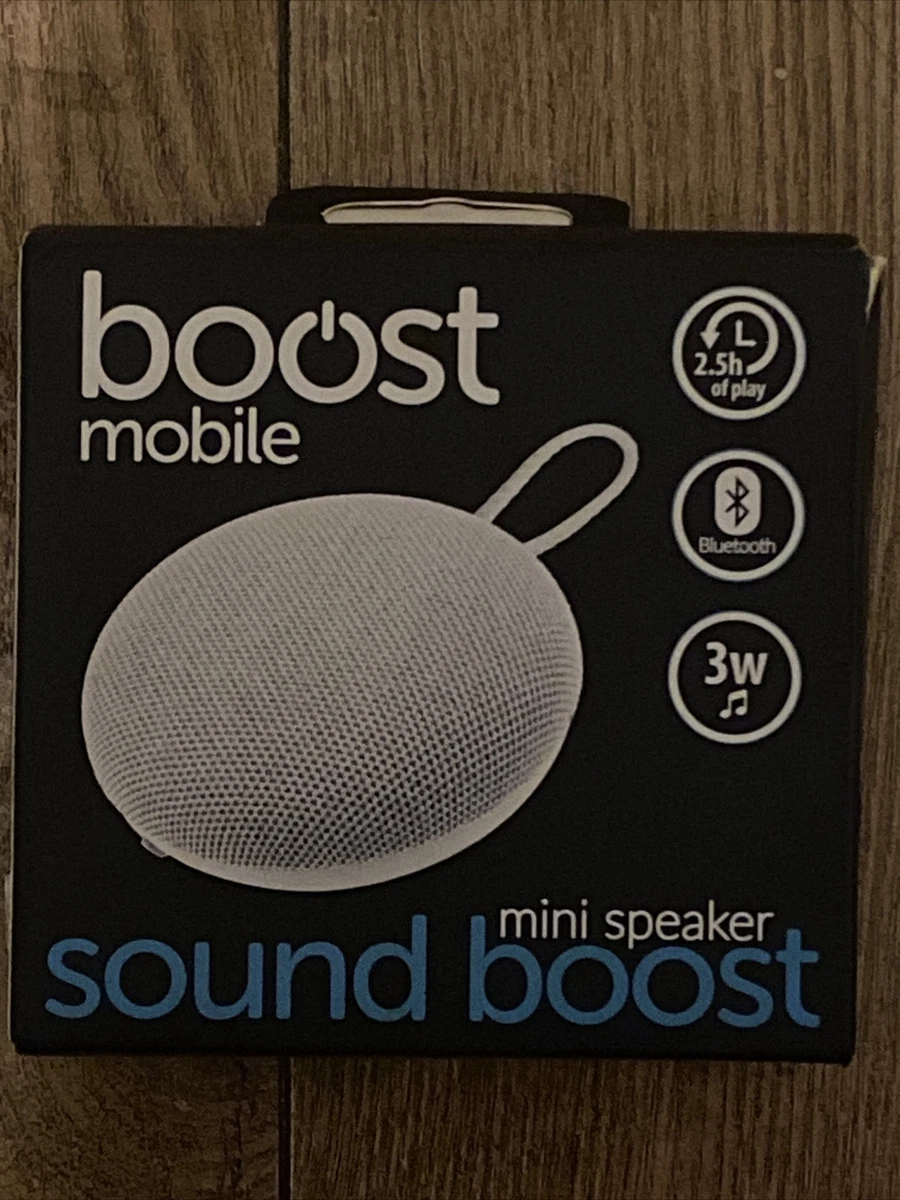 boost
mobile
2.5h
of play
Bluetooth
3w
mini speaker
sound boost